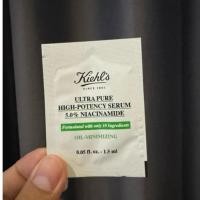 Kiehl's
SINCE 1851
ULTRA PURE
HIGH-POTENCY SERUM
5.0% NIACINAMIDE
Formulated with only 10 Ingredients
OIL-MINIMIZING
0.05 fl. oz. - 1.5 ml